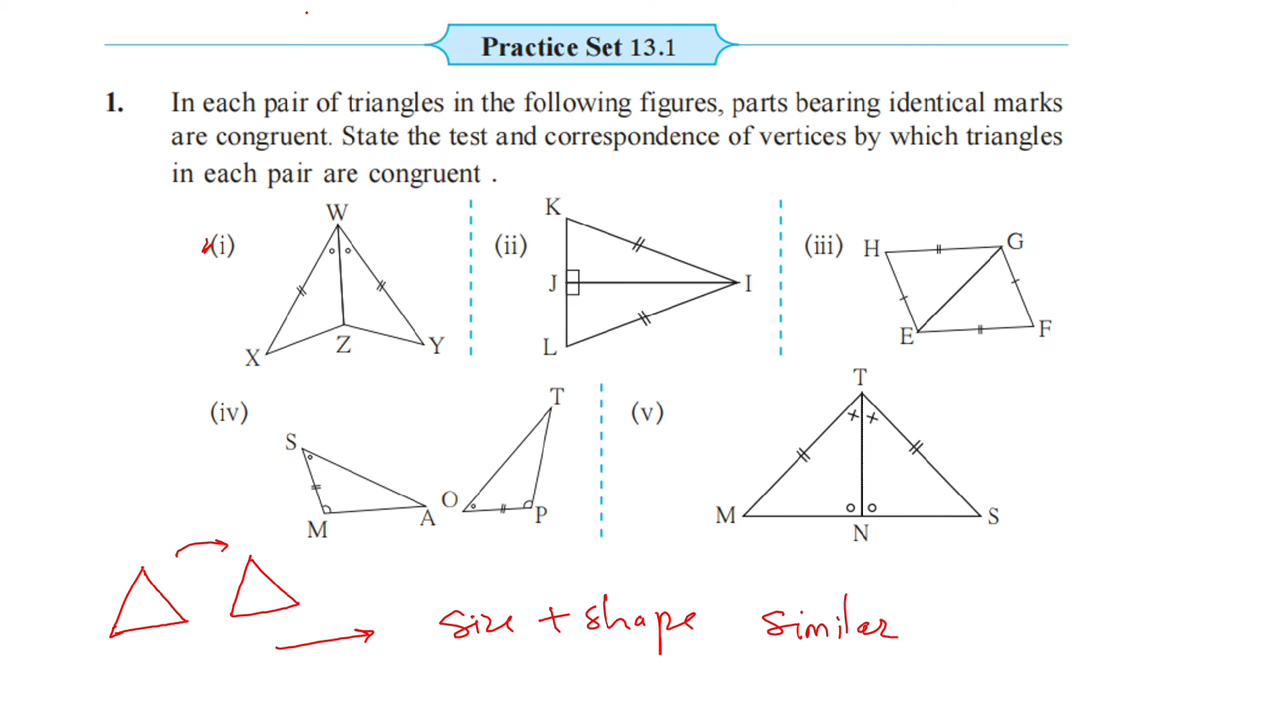 Practice Set 13.1
1. In each pair of triangles in the following figures, parts bearing identical marks
are congruent. State the test and correspondence of vertices by which triangles
in each pair are congruent .
(i) W X Z Y
(ii) K J I L
(iii) H G E F
(iv) S M A O T P
(v) T M N S
size + shape similar